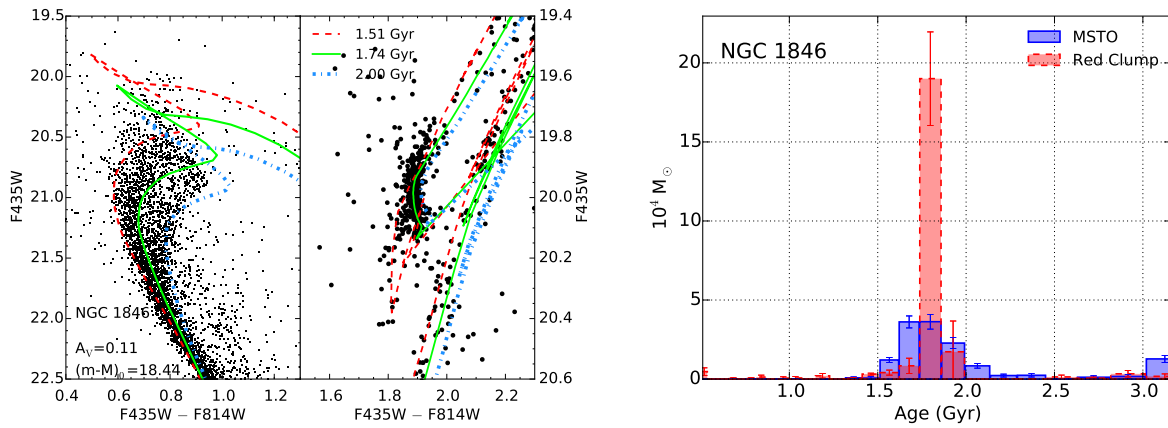 19.5
20.0
20.5
21.0
21.5
22.0
22.5
F435W
0.4 0.6 0.8 1.0 1.2
F435W − F814W
NGC 1846
A_V=0.11
(m-M)_0=18.44
1.51 Gyr
1.74 Gyr
2.00 Gyr
1.6 1.8 2.0 2.2
F435W − F814W
19.4
19.6
19.8
20.0
20.2
20.4
20.6
F435W
NGC 1846
MSTO
Red Clump
20
15
10
5
0
10⁴ M☉
1.0 1.5 2.0 2.5 3.0
Age (Gyr)